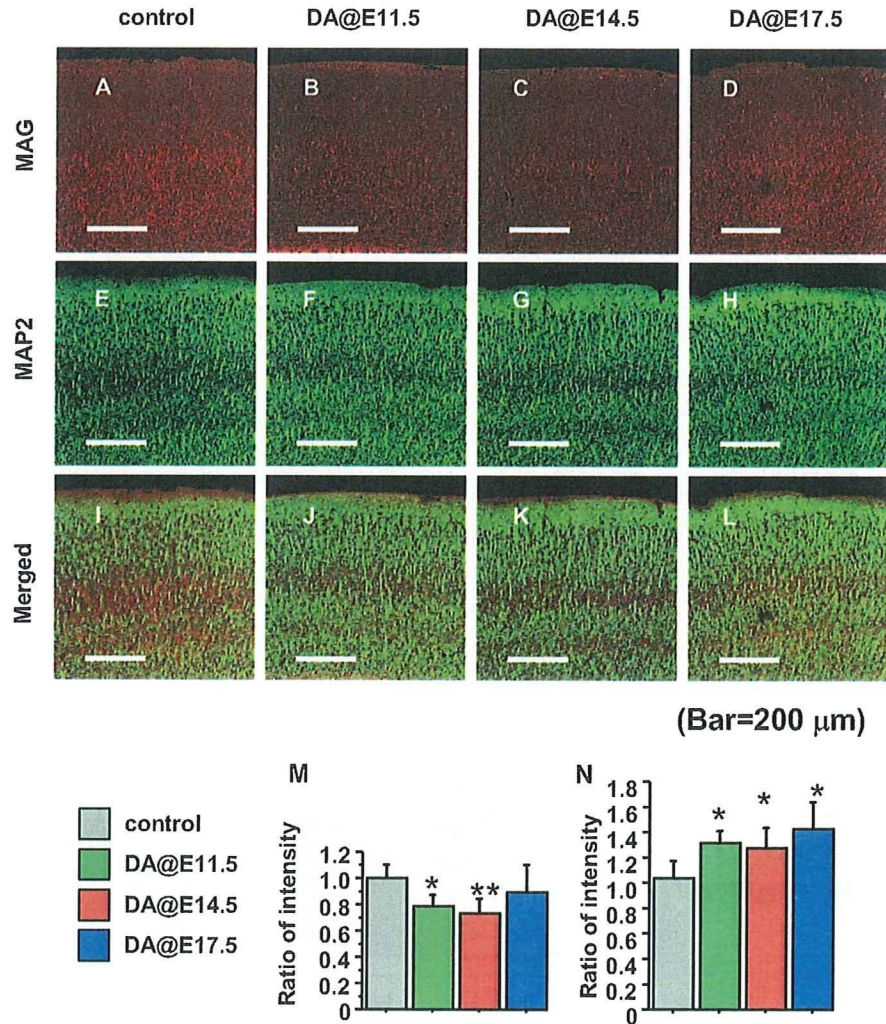 control DA@E11.5 DA@E14.5 DA@E17.5
MAG
A B C D
MAP2
E F G H
Merged
I J K L
(Bar=200 μm)
M
N
control
DA@E11.5
DA@E14.5
DA@E17.5
Ratio of intensity
1.2
1.0
0.8
0.6
0.4
0.2
0
* **
Ratio of intensity
1.8
1.6
1.4
1.2
1.0
0.8
0.6
0.4
0.2
0
* * *